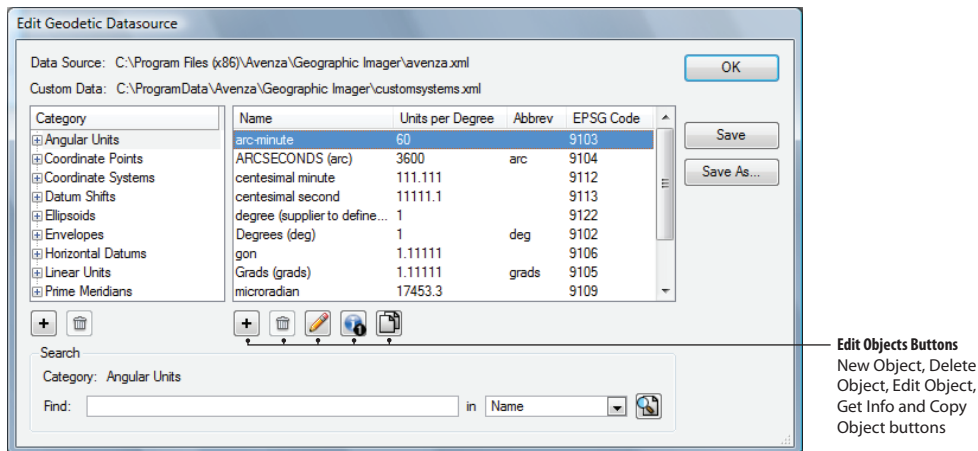 Edit Geodetic Datasource
Data Source: C:\Program Files (x86)\Avenza\Geographic Imager\avenza.xml
Custom Data: C:\ProgramData\Avenza\Geographic Imager\customsystems.xml
OK
Save
Save As...
Category
Angular Units
Coordinate Points
Coordinate Systems
Datum Shifts
Ellipsoids
Envelopes
Horizontal Datums
Linear Units
Prime Meridians
Name Units per Degree Abbrev EPSG Code
arc-minute 60 9103
ARCSECONDS (arc) 3600 arc 9104
centesimal minute 111.111 9112
centesimal second 11111.1 9113
degree (supplier to define... 1 9122
Degrees (deg) 1 deg 9102
gon 1.11111 9106
Grads (grads) 1.11111 grads 9105
microradian 17453.3 9109
Search
Category: Angular Units
Find: in Name
Edit Objects Buttons
New Object, Delete
Object, Edit Object,
Get Info and Copy
Object buttons